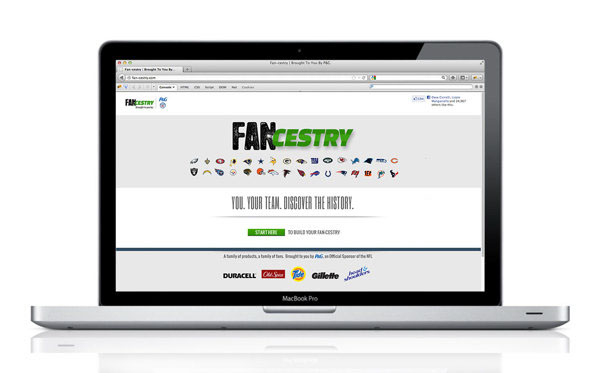 Fan-cestry | Brought To You By P&G.
Fan-cestry | Brought To You By...
fan-cestry.com
Console HTML CSS Script DOM Net Cookies
FANCESTRY
P&G
Like
FANCESTRY
YOU. YOUR TEAM. DISCOVER THE HISTORY.
START HERE TO BUILD YOUR FAN-CESTRY
A family of products, a family of fans. Brought to you by P&G, an Official Sponsor of the NFL
DURACELL Old Spice Tide Gillette head & shoulders
MacBook Pro